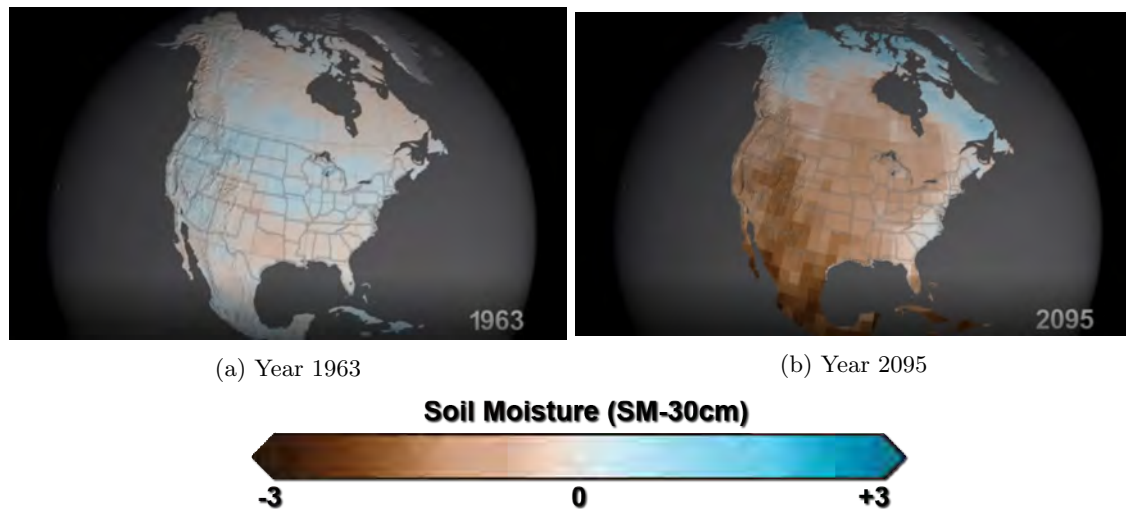 1963
2095
(a) Year 1963
(b) Year 2095
Soil Moisture (SM-30cm)
-3
0
+3